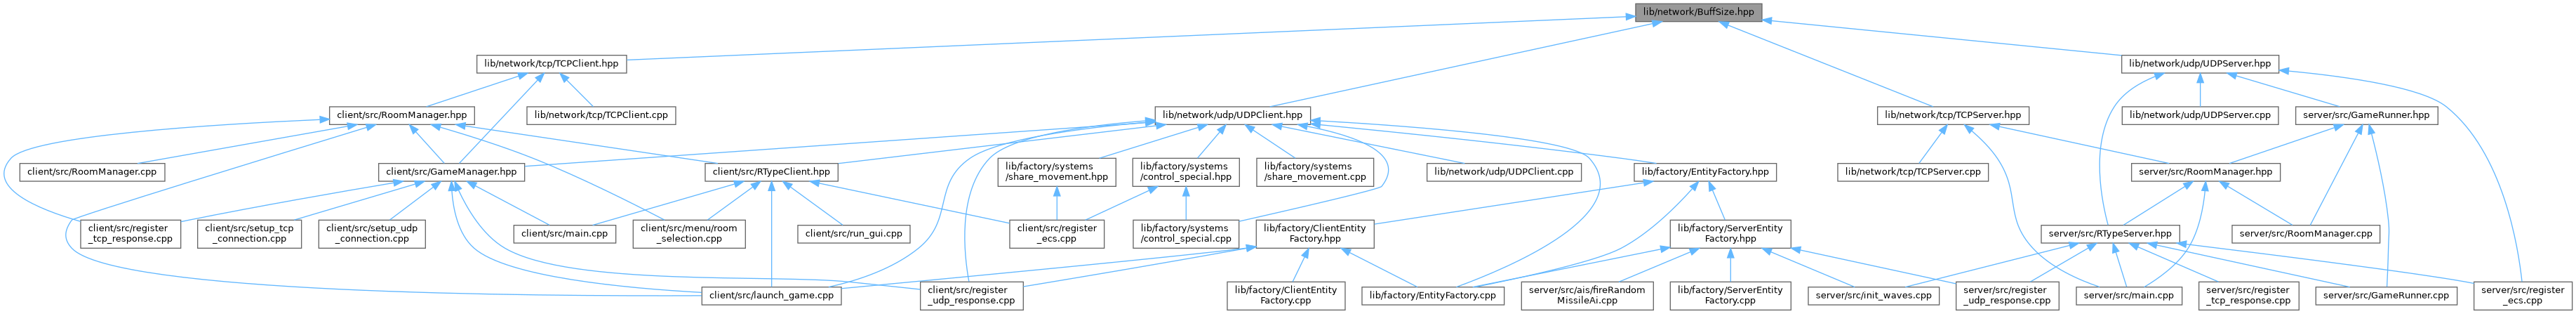 lib/network/BuffSize.hpp
lib/network/tcp/TCPClient.hpp
lib/network/udp/UDPServer.hpp
client/src/RoomManager.hpp
lib/network/tcp/TCPClient.cpp
lib/network/udp/UDPClient.hpp
lib/network/tcp/TCPServer.hpp
lib/network/udp/UDPServer.cpp
server/src/GameRunner.hpp
client/src/RoomManager.cpp
client/src/GameManager.hpp
client/src/RTypeClient.hpp
lib/factory/systems
/share_movement.hpp
lib/factory/systems
/control_special.hpp
lib/factory/systems
/share_movement.cpp
lib/network/udp/UDPClient.cpp
lib/factory/EntityFactory.hpp
lib/network/tcp/TCPServer.cpp
server/src/RoomManager.hpp
client/src/register
_tcp_response.cpp
client/src/setup_tcp
_connection.cpp
client/src/setup_udp
_connection.cpp
client/src/main.cpp
client/src/menu/room
_selection.cpp
client/src/run_gui.cpp
client/src/register
_ecs.cpp
lib/factory/systems
/control_special.cpp
lib/factory/ClientEntity
Factory.hpp
lib/factory/ServerEntity
Factory.hpp
server/src/RTypeServer.hpp
server/src/RoomManager.cpp
client/src/launch_game.cpp
client/src/register
_udp_response.cpp
lib/factory/ClientEntity
Factory.cpp
lib/factory/EntityFactory.cpp
server/src/ais/fireRandom
MissileAi.cpp
lib/factory/ServerEntity
Factory.cpp
server/src/init_waves.cpp
server/src/register
_udp_response.cpp
server/src/main.cpp
server/src/register
_tcp_response.cpp
server/src/GameRunner.cpp
server/src/register
_ecs.cpp